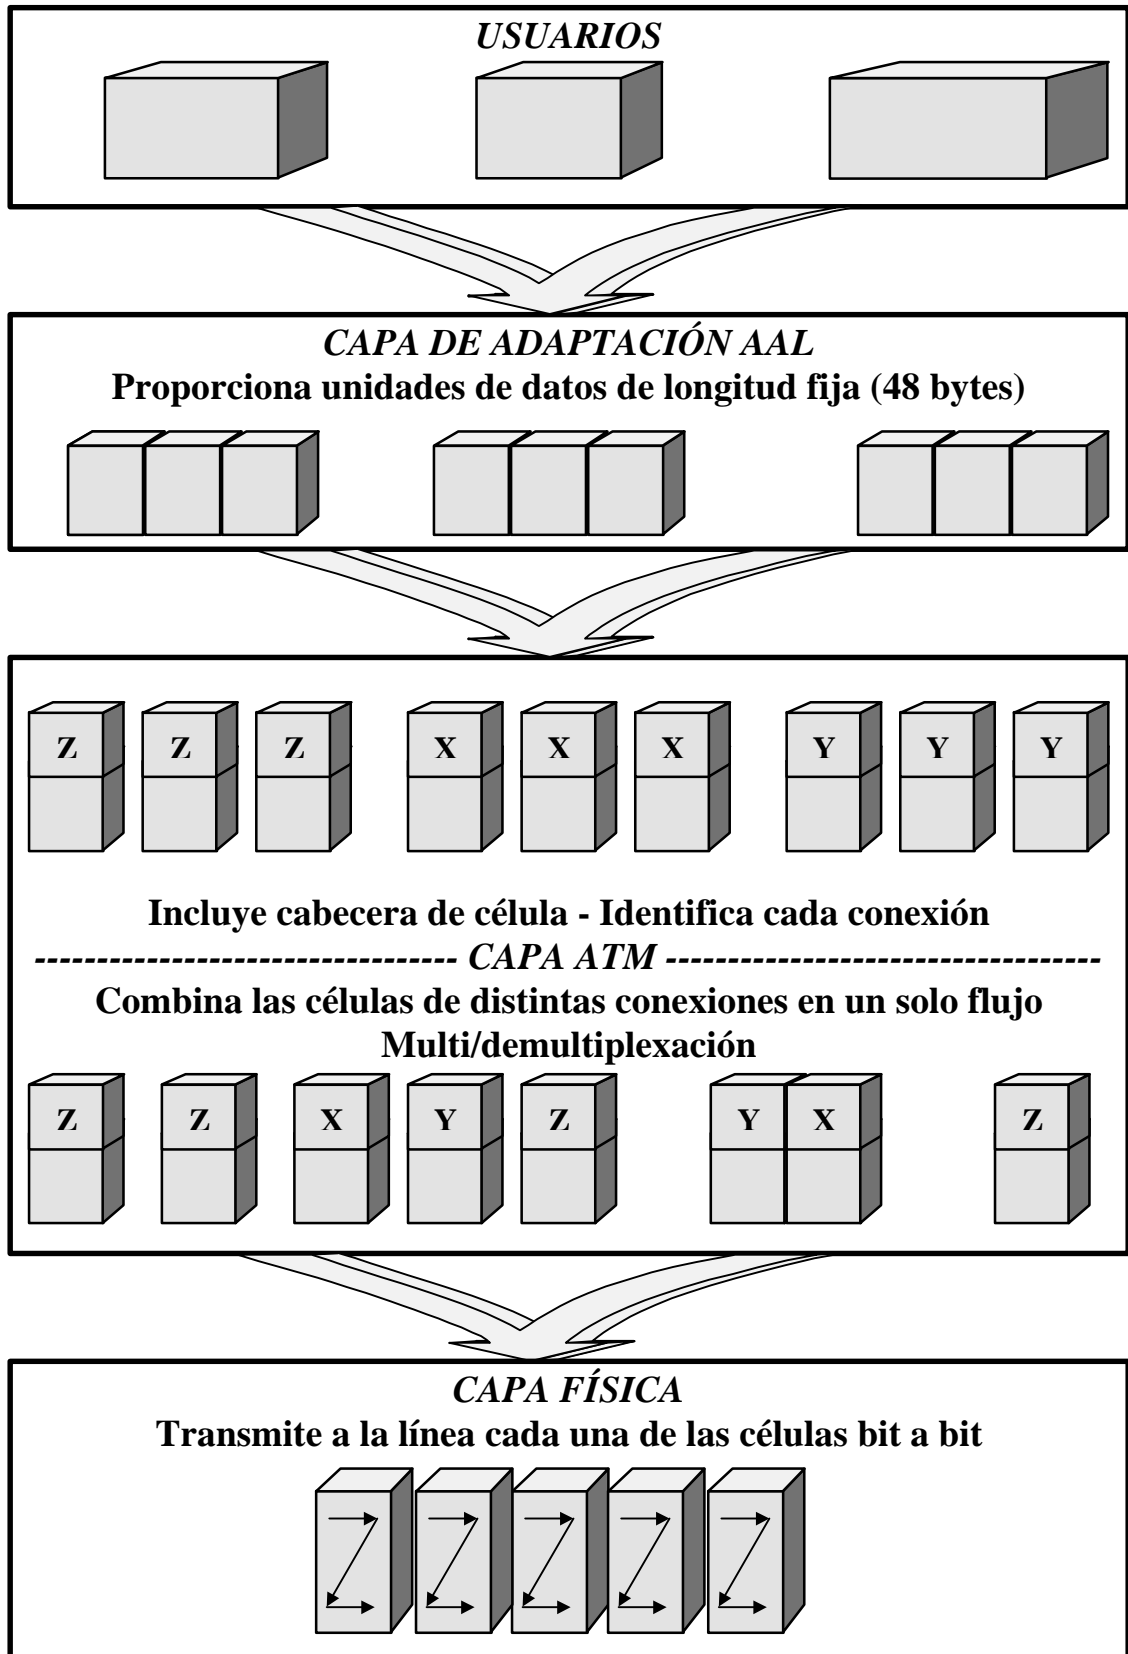 USUARIOS
CAPA DE ADAPTACIÓN AAL
Proporciona unidades de datos de longitud fija (48 bytes)
Z Z Z X X X Y Y Y
Incluye cabecera de célula - Identifica cada conexión
---------------------------------- CAPA ATM -----------------------------------
Combina las células de distintas conexiones en un solo flujo
Multi/demultiplexación
Z Z X Y Z Y X Z
CAPA FÍSICA
Transmite a la línea cada una de las células bit a bit